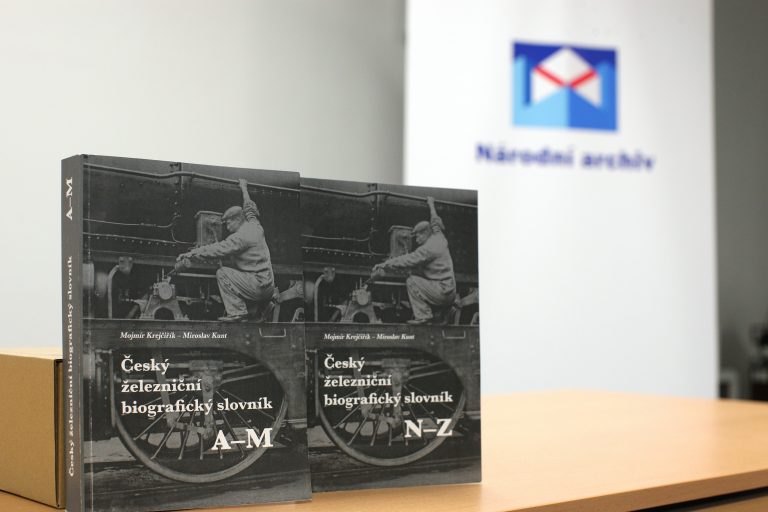 Národní archiv
A–M
Český železniční biografický slovník
Mojmír Krejčiřík – Miroslav Kunt
Český
železniční
biografický slovník
A–M
Mojmír Krejčiřík – Miroslav Kunt
Český
železniční
biografický slovník
N–Z